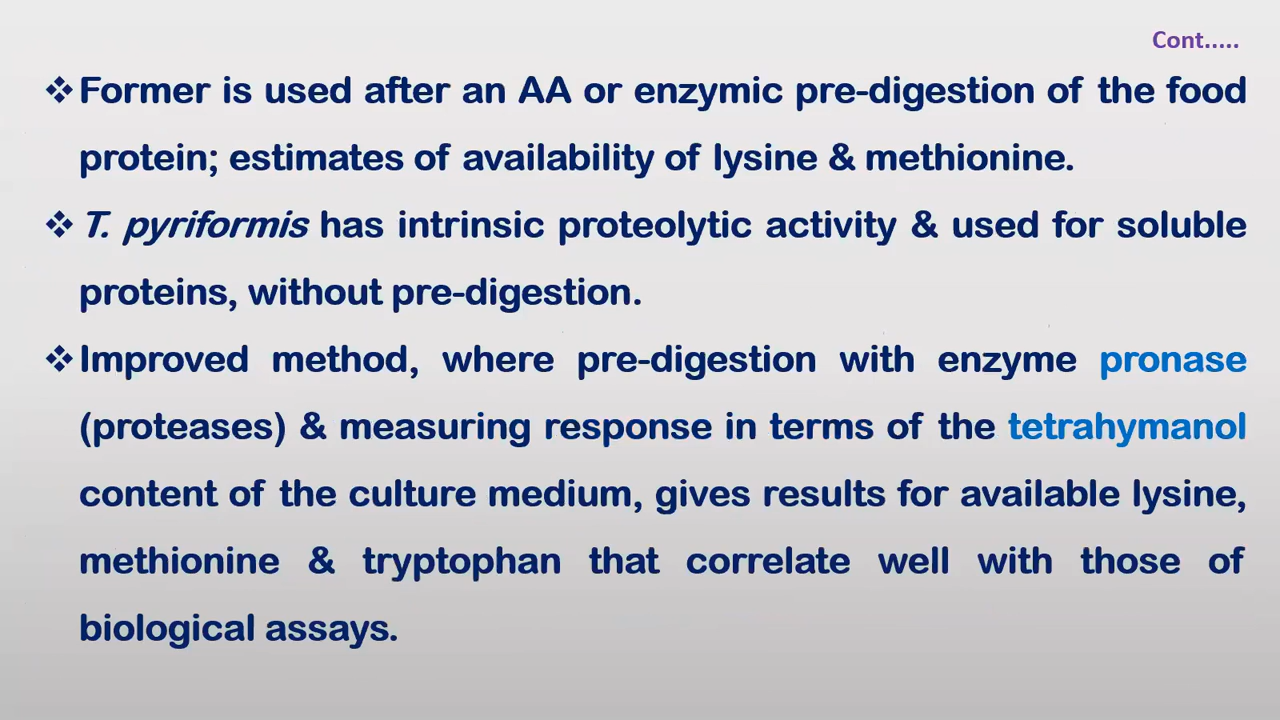 Cont.....
❖Former is used after an AA or enzymic pre-digestion of the food
protein; estimates of availability of lysine & methionine.
❖T. pyriformis has intrinsic proteolytic activity & used for soluble
proteins, without pre-digestion.
❖Improved method, where pre-digestion with enzyme pronase
(proteases) & measuring response in terms of the tetrahymanol
content of the culture medium, gives results for available lysine,
methionine & tryptophan that correlate well with those of
biological assays.